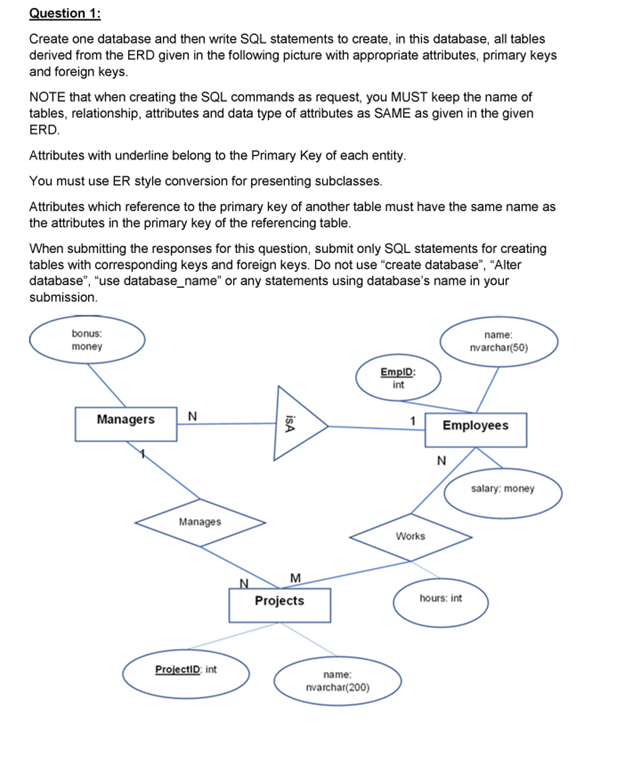 Question 1:
Create one database and then write SQL statements to create, in this database, all tables
derived from the ERD given in the following picture with appropriate attributes, primary keys
and foreign keys.
NOTE that when creating the SQL commands as request, you MUST keep the name of
tables, relationship, attributes and data type of attributes as SAME as given in the given
ERD.
Attributes with underline belong to the Primary Key of each entity.
You must use ER style conversion for presenting subclasses.
Attributes which reference to the primary key of another table must have the same name as
the attributes in the primary key of the referencing table.
When submitting the responses for this question, submit only SQL statements for creating
tables with corresponding keys and foreign keys. Do not use “create database”, “Alter
database”, “use database_name” or any statements using database's name in your
submission.
bonus:
money
name:
nvarchar(50)
EmpID:
int
Managers
N
isA
1
Employees
1
N
salary: money
Manages
Works
N
M
Projects
hours: int
ProjectID: int
name:
nvarchar(200)